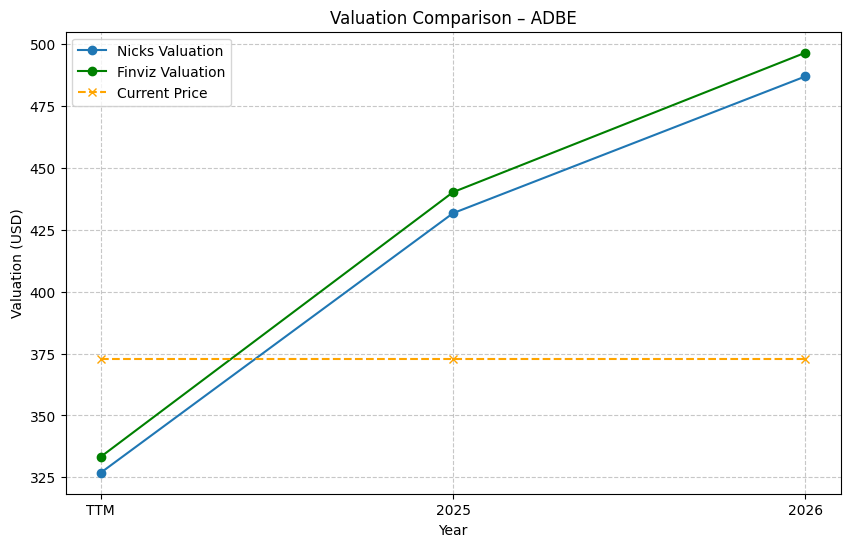 Valuation Comparison – ADBE
Nicks Valuation
Finviz Valuation
Current Price
Valuation (USD)
500
475
450
425
400
375
350
325
TTM
2025
2026
Year